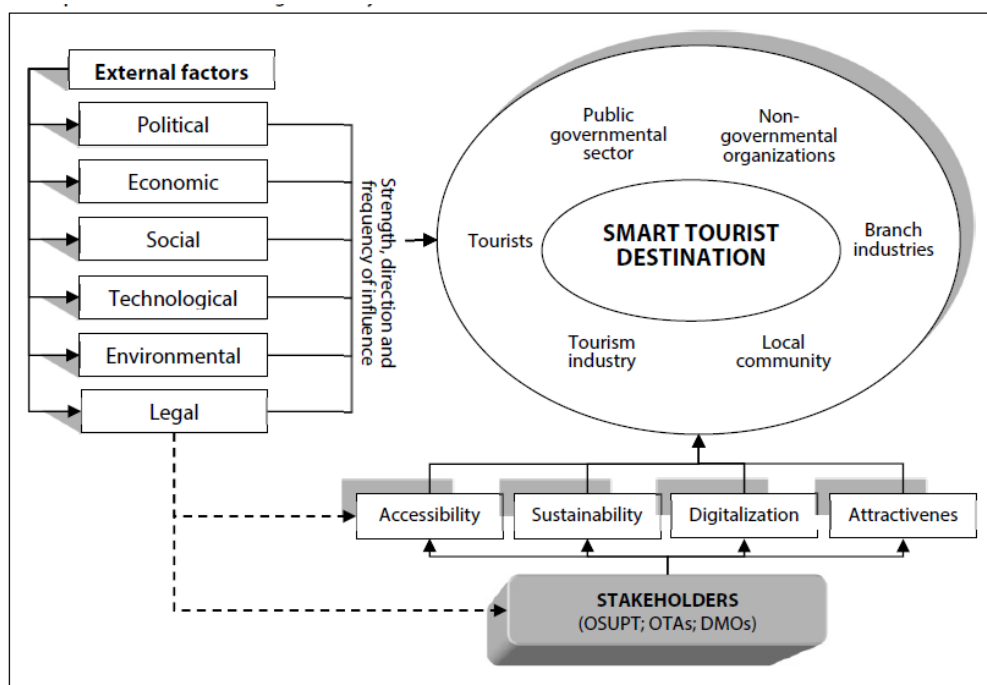 External factors
Political
Economic
Social
Technological
Environmental
Legal
Strength, direction and
frequency of influence
Public
governmental
sector
Non-
governmental
organizations
Tourists
SMART TOURIST
DESTINATION
Branch
industries
Tourism
industry
Local
community
Accessibility
Sustainability
Digitalization
Attractivenes
STAKEHOLDERS
(OSUPT; OTAs; DMOs)